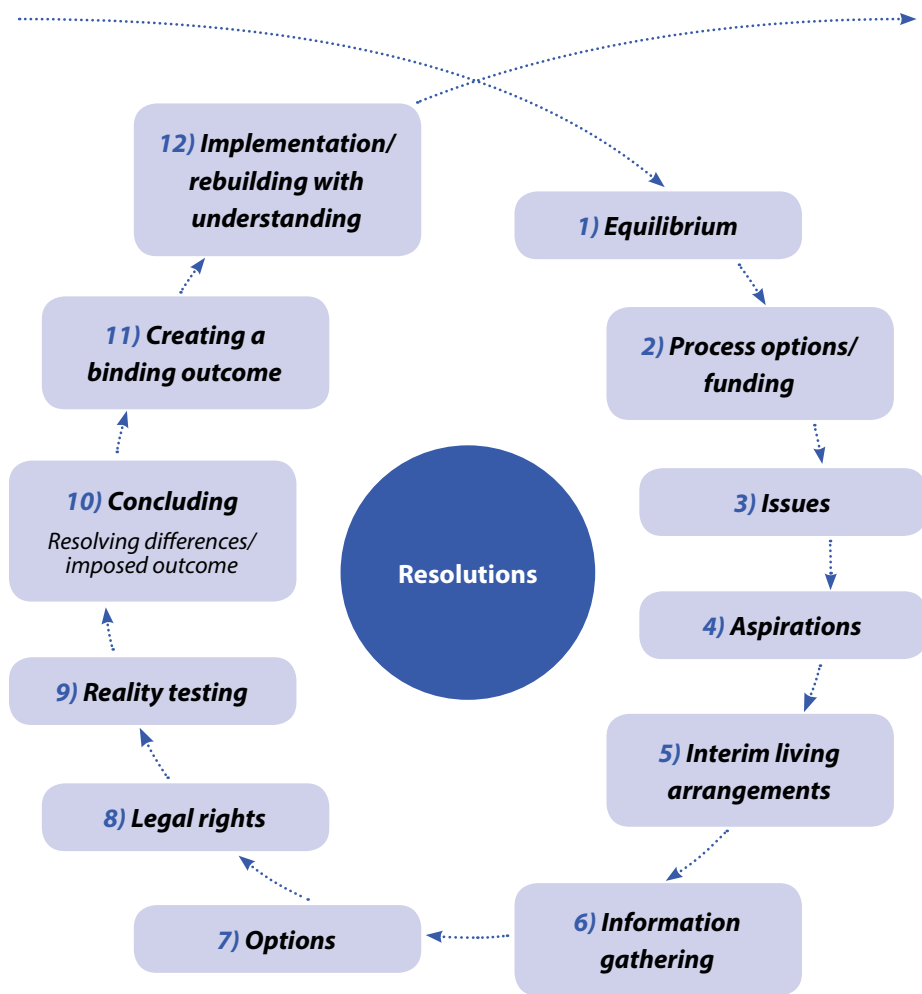 1) Equilibrium
2) Process options/
funding
3) Issues
4) Aspirations
5) Interim living
arrangements
6) Information
gathering
7) Options
8) Legal rights
9) Reality testing
10) Concluding
Resolving differences/
imposed outcome
11) Creating a
binding outcome
12) Implementation/
rebuilding with
understanding
Resolutions